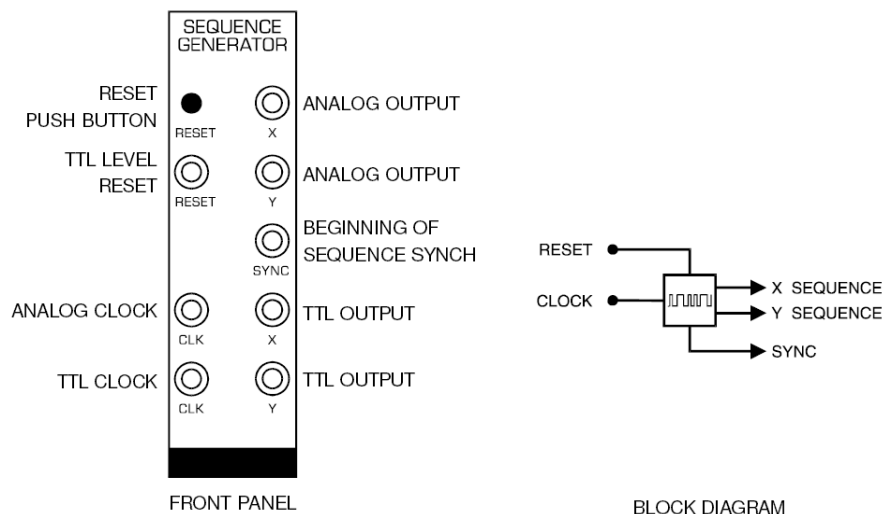 SEQUENCE
GENERATOR
RESET
PUSH BUTTON
RESET
X
ANALOG OUTPUT
TTL LEVEL
RESET
RESET
Y
ANALOG OUTPUT
SYNC
BEGINNING OF
SEQUENCE SYNCH
ANALOG CLOCK
CLK
X
TTL OUTPUT
TTL CLOCK
CLK
Y
TTL OUTPUT
FRONT PANEL
RESET
CLOCK
X SEQUENCE
Y SEQUENCE
SYNC
BLOCK DIAGRAM